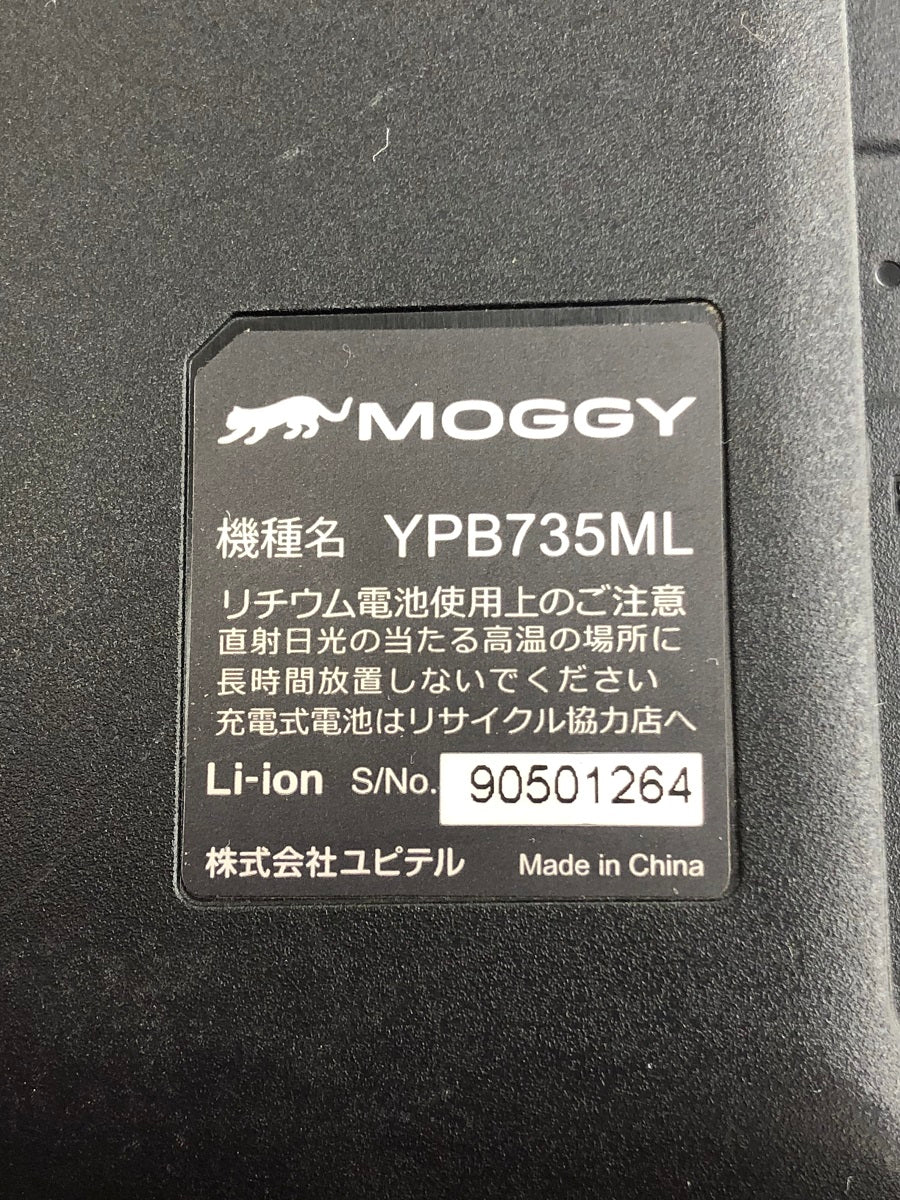 MOGGY
機種名 YPB735ML
リチウム電池使用上のご注意
直射日光の当たる高温の場所に
長時間放置しないでください
充電式電池はリサイクル協力店へ
Li-ion S/No. 90501264
株式会社ユピテル Made in China